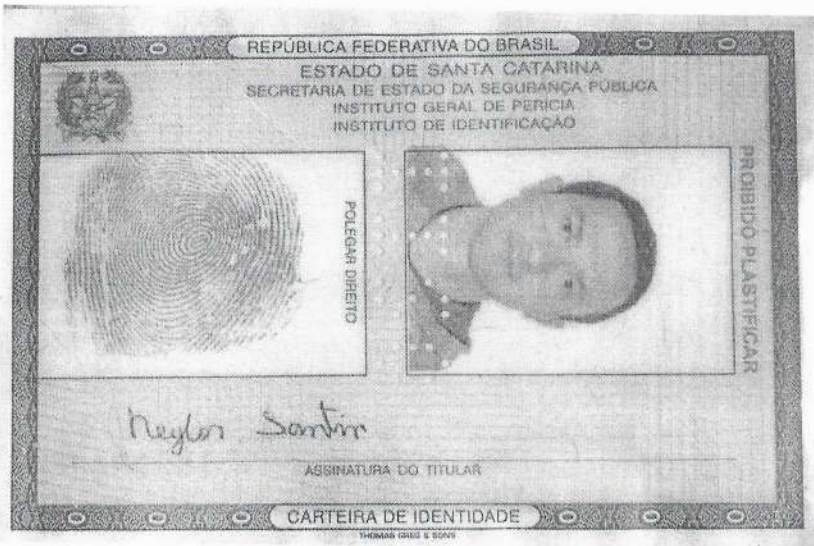 REPÚBLICA FEDERATIVA DO BRASIL
ESTADO DE SANTA CATARINA
SECRETARIA DE ESTADO DA SEGURANÇA PÚBLICA
INSTITUTO GERAL DE PERÍCIA
INSTITUTO DE IDENTIFICAÇÃO
POLEGAR DIREITO
PROIBIDO PLASTIFICAR
Neylor Santin
ASSINATURA DO TITULAR
CARTEIRA DE IDENTIDADE
THOMAS GREG & SONS